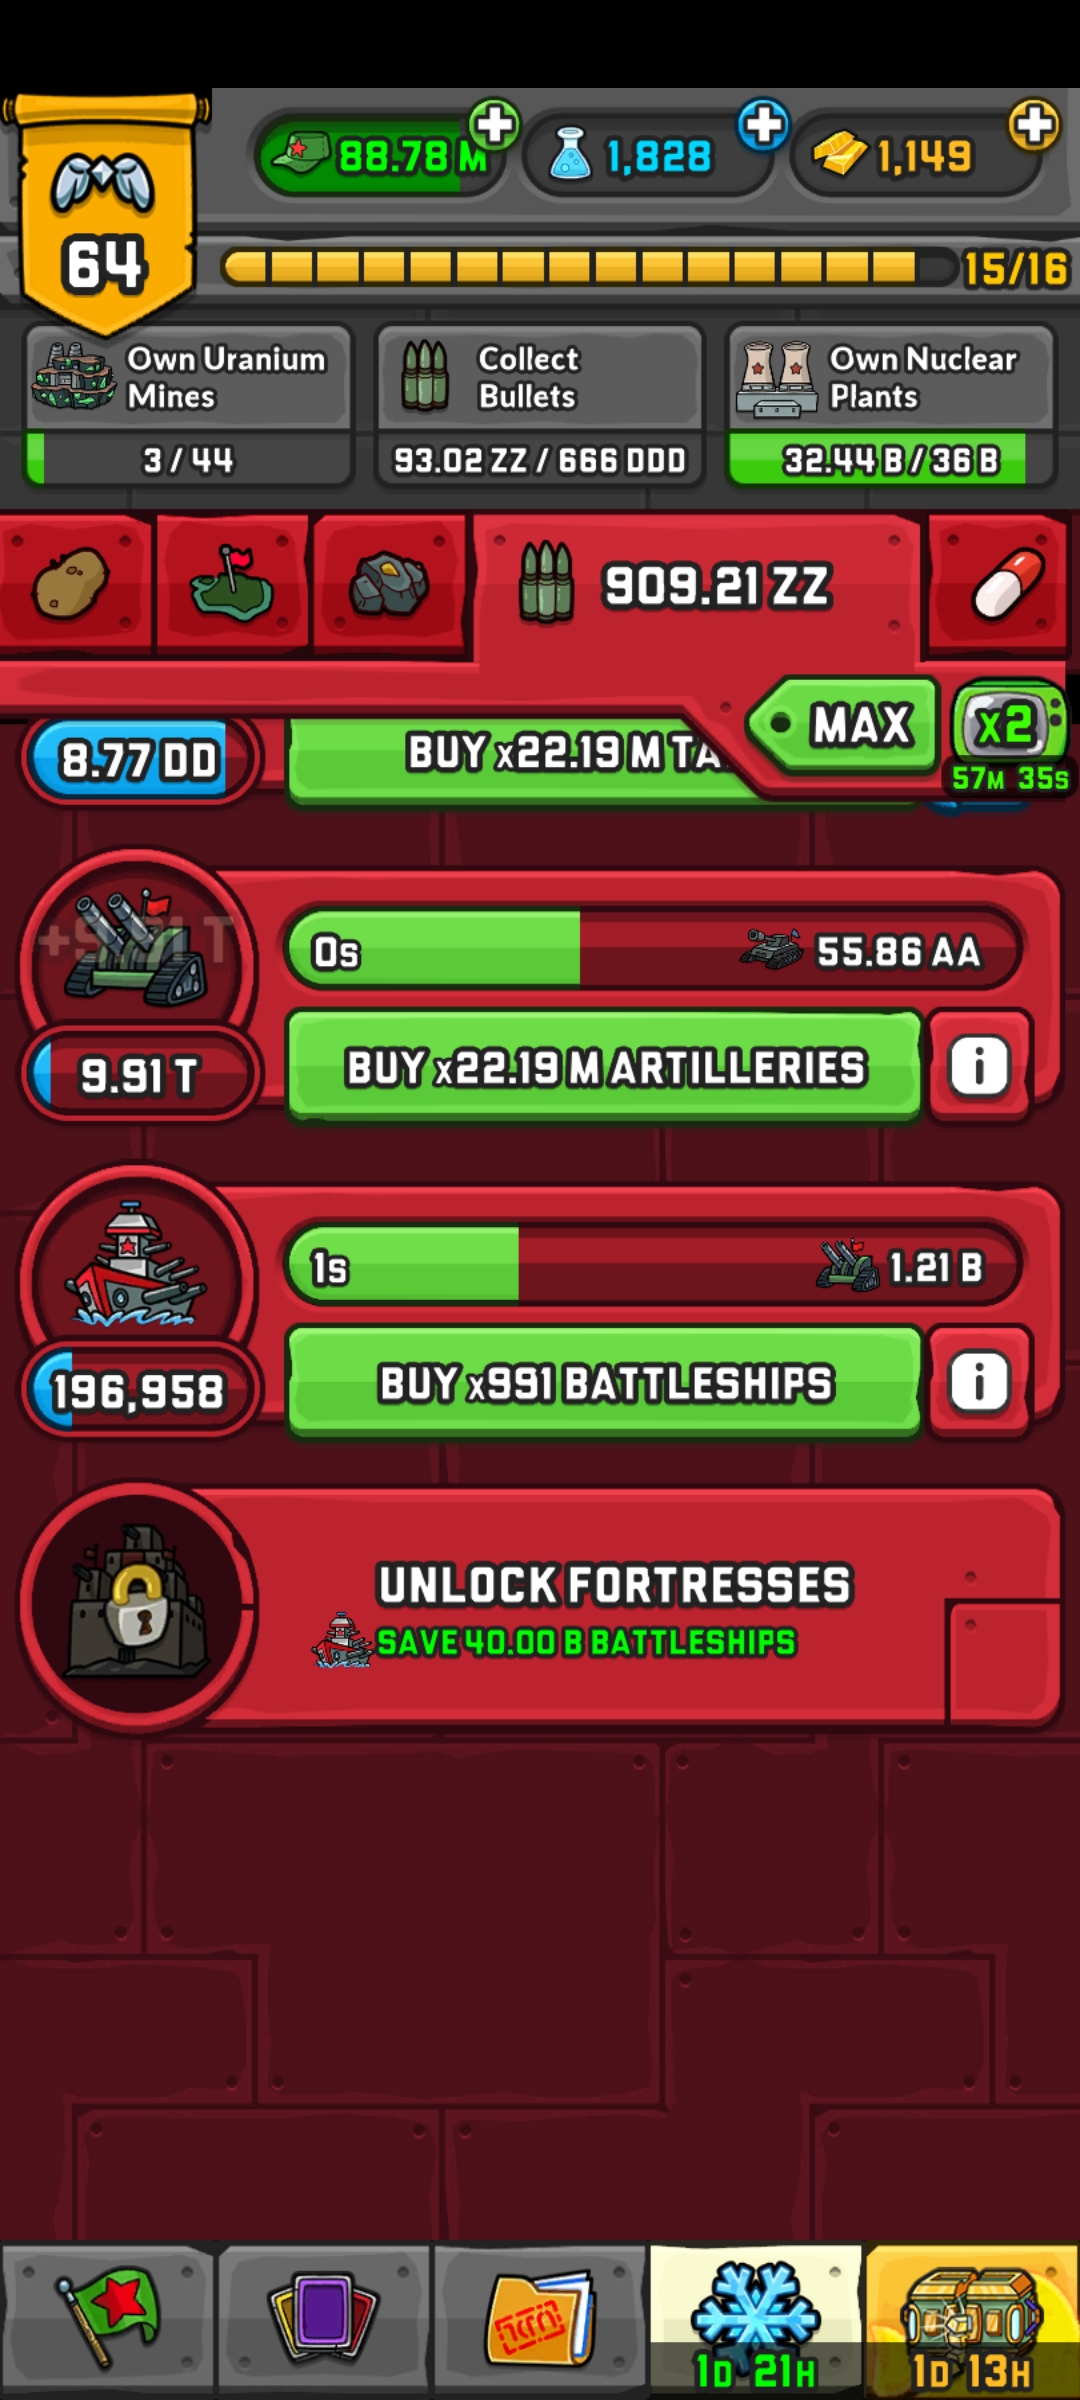 88.78 M
1,828
1,149
64
15/16
Own Uranium
Mines
3 / 44
Collect
Bullets
93.02 ZZ / 666 DDD
Own Nuclear
Plants
32.44 B / 36 B
909.21 ZZ
MAX
x2
57M 35S
8.77 DD
BUY x22.19 M TA
0s
55.86 AA
9.91 T
BUY x22.19 M ARTILLERIES
i
1s
1.21 B
196,958
BUY x991 BATTLESHIPS
i
UNLOCK FORTRESSES
SAVE 40.00 B BATTLESHIPS
1D 21H
1D 13H